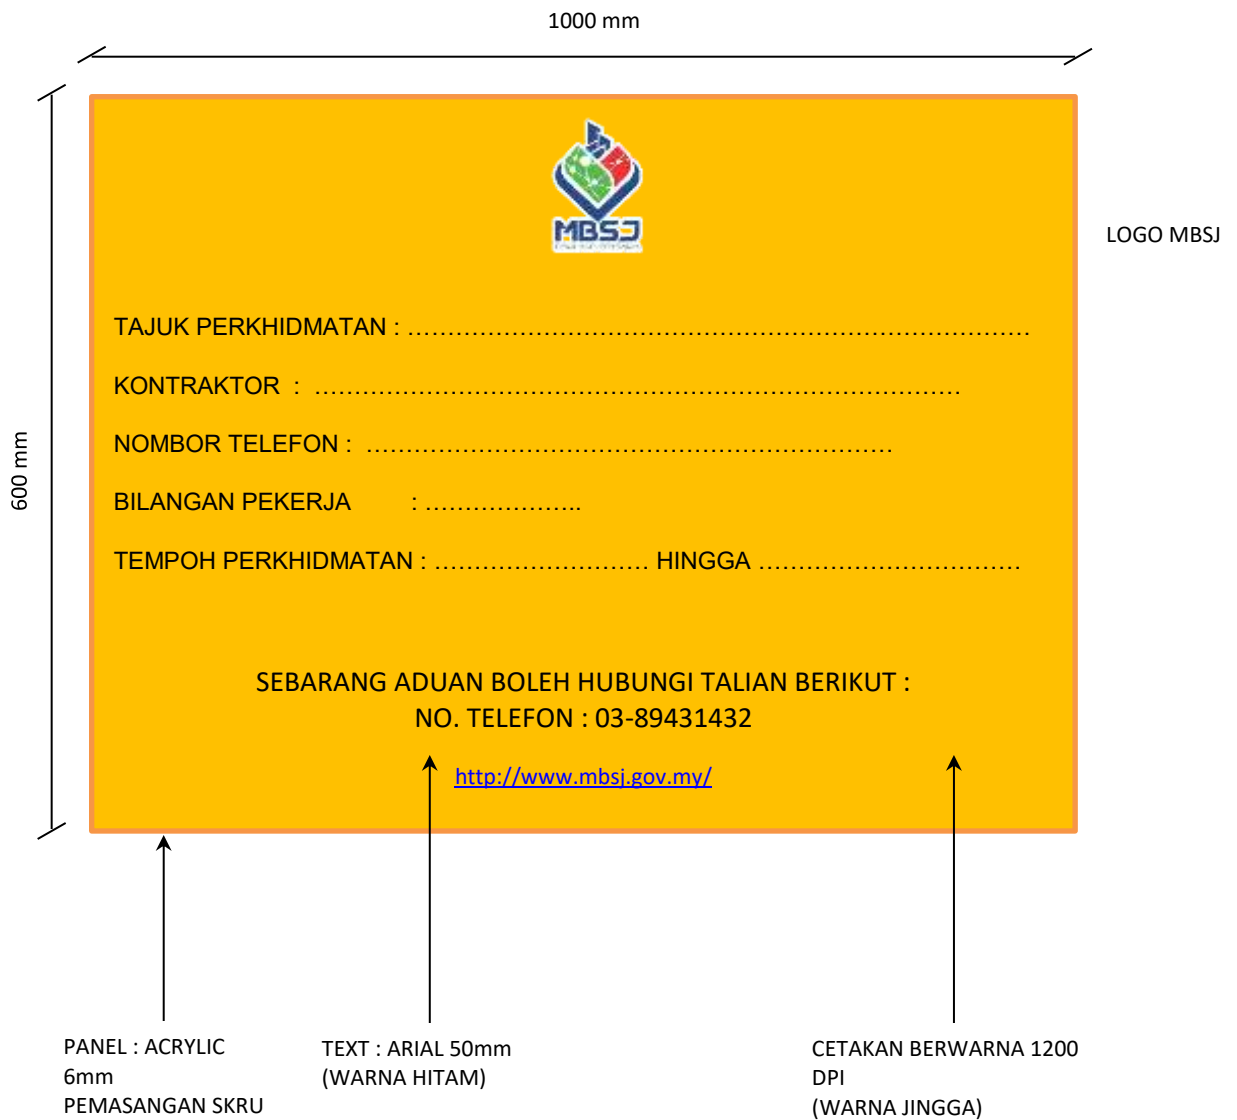 1000 mm
MBSJ
LOGO MBSJ
TAJUK PERKHIDMATAN : ……………………………………………………………………
KONTRAKTOR : ………………………………………………………………………
NOMBOR TELEFON : …………………………………………………………
600 mm
BILANGAN PEKERJA : ………………..
TEMPOH PERKHIDMATAN : ……………………… HINGGA ……………………………
SEBARANG ADUAN BOLEH HUBUNGI TALIAN BERIKUT :
NO. TELEFON : 03-89431432
http://www.mbsj.gov.my/
PANEL : ACRYLIC
6mm
PEMASANGAN SKRU
TEXT : ARIAL 50mm
(WARNA HITAM)
CETAKAN BERWARNA 1200
DPI
(WARNA JINGGA)